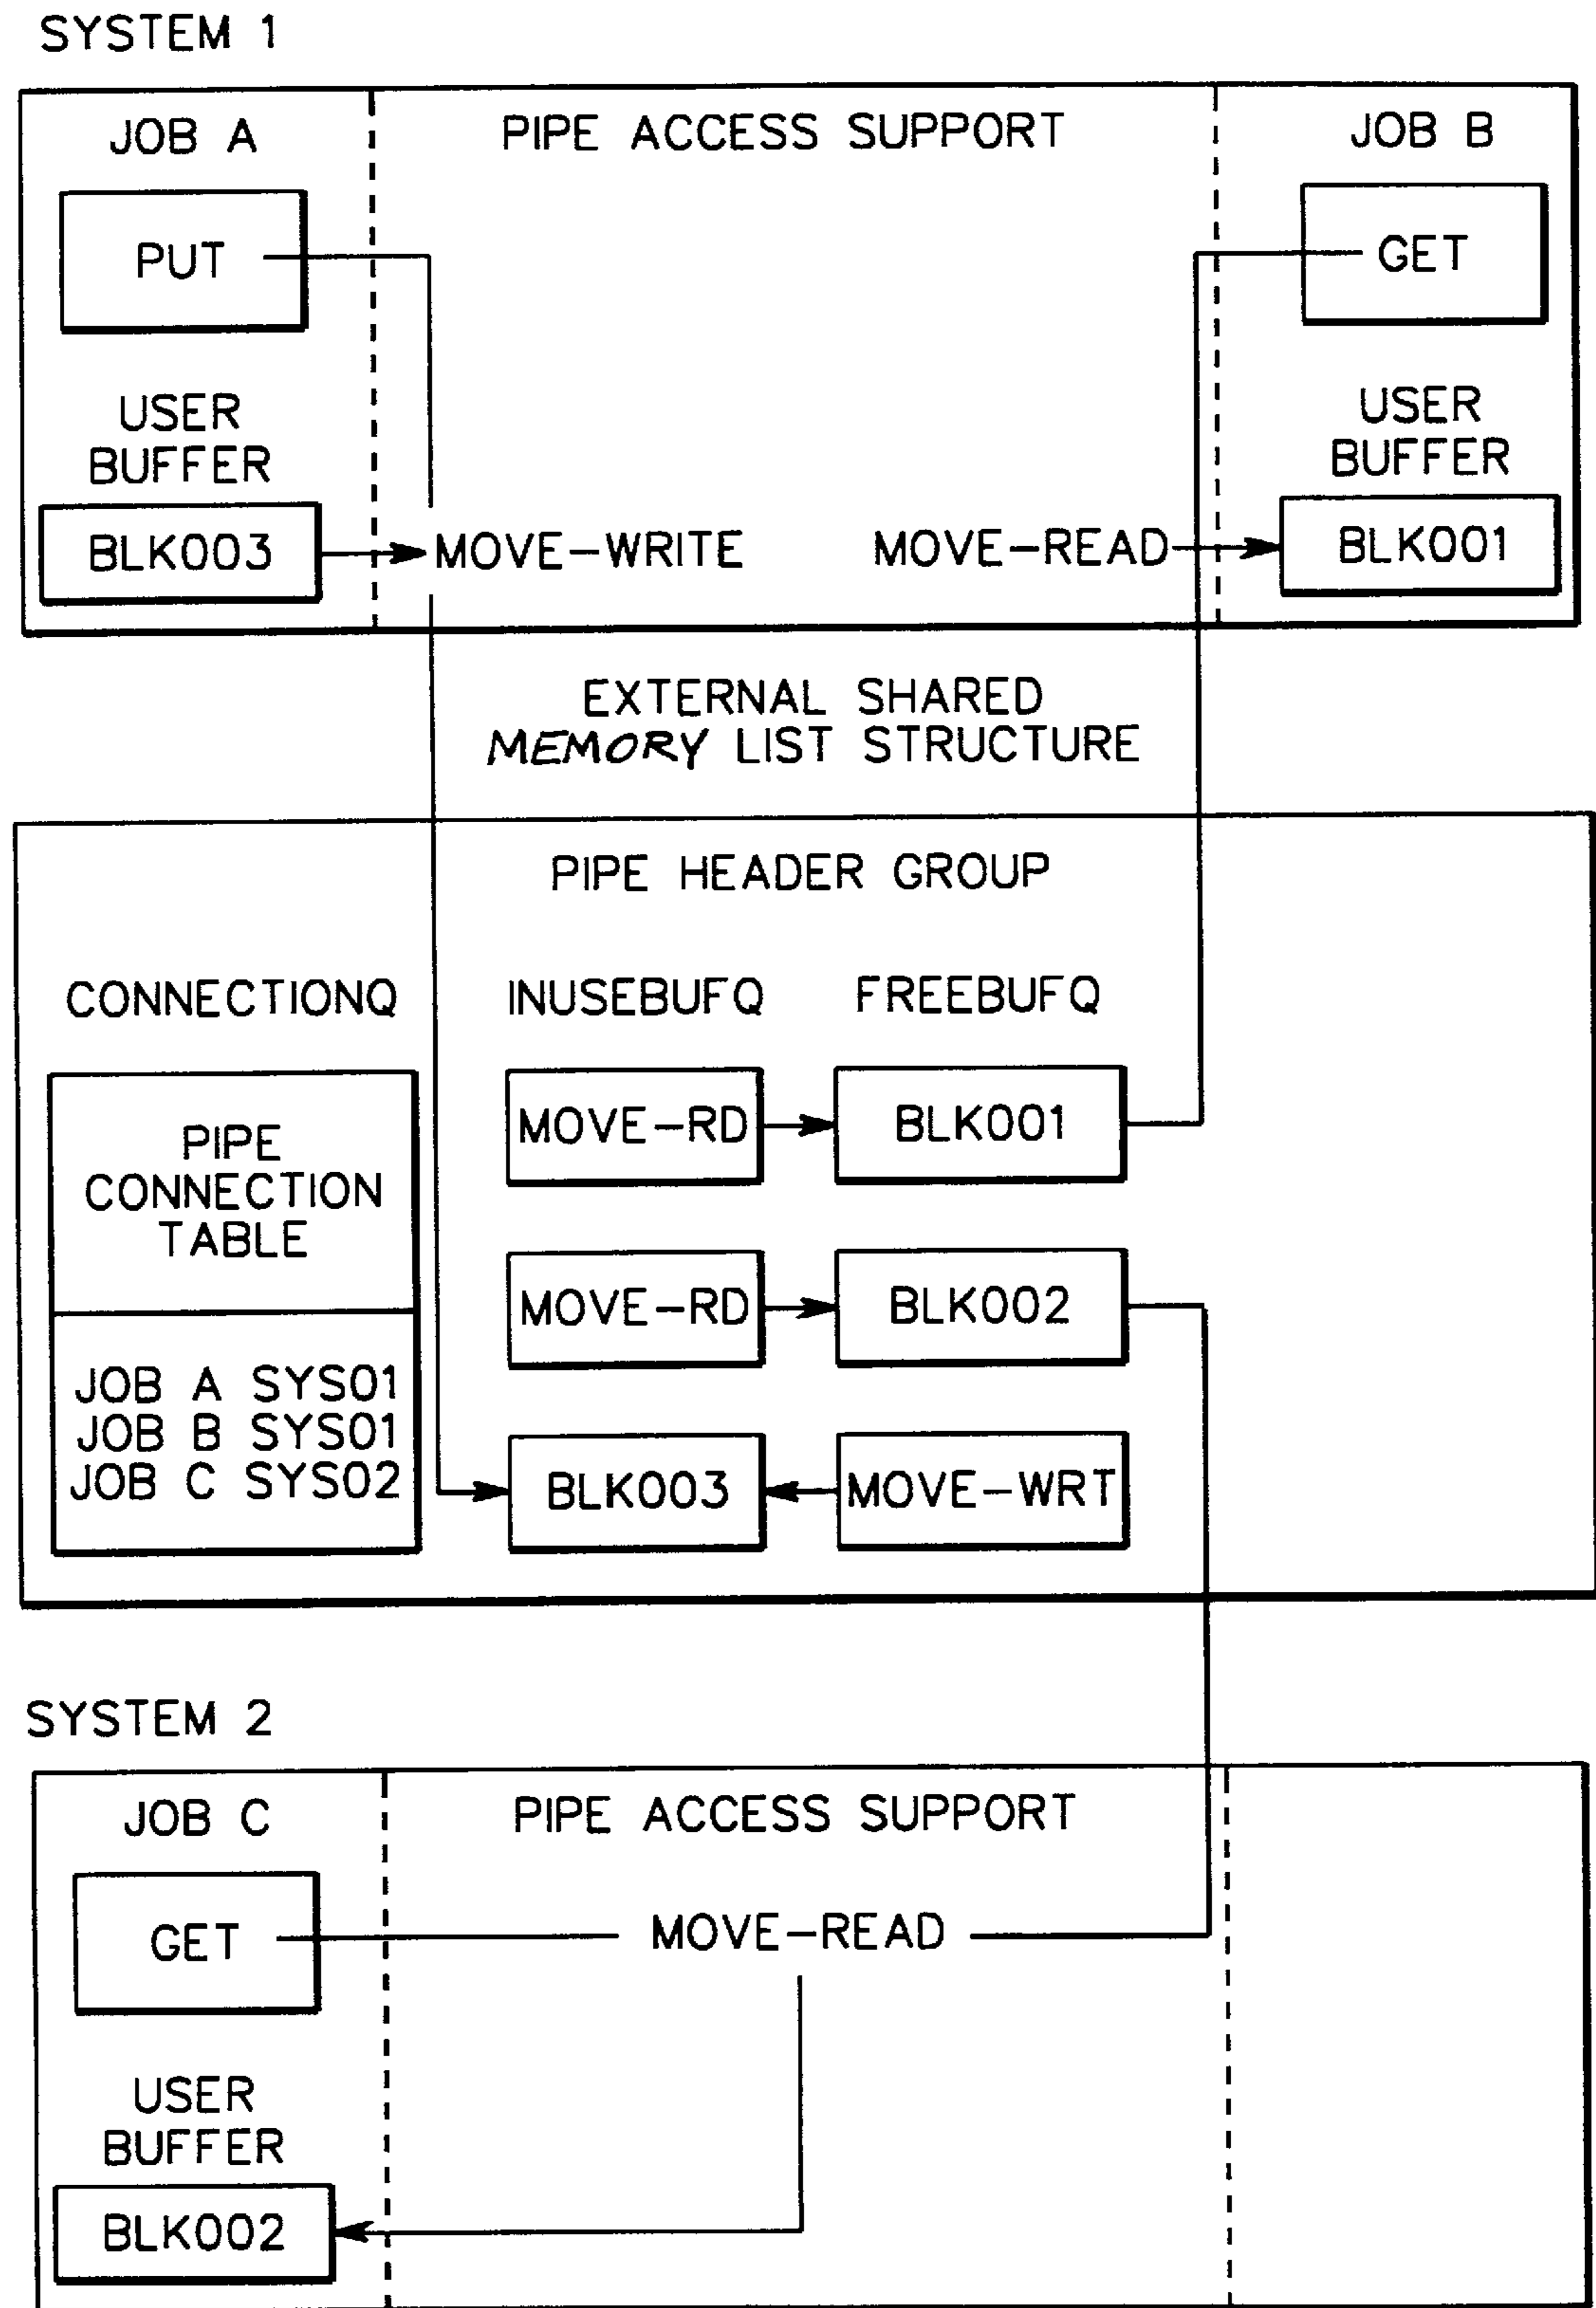 SYSTEM 1
JOB A
PIPE ACCESS SUPPORT
JOB B
PUT
GET
USER
BUFFER
USER
BUFFER
BLK003
MOVE-WRITE
MOVE-READ
BLK001
EXTERNAL SHARED
MEMORY LIST STRUCTURE
PIPE HEADER GROUP
CONNECTIONQ
INUSEBUFQ
FREEBUFQ
PIPE
CONNECTION
TABLE
MOVE-RD
BLK001
MOVE-RD
BLK002
JOB A SYS01
JOB B SYS01
JOB C SYS02
BLK003
MOVE-WRT
SYSTEM 2
JOB C
PIPE ACCESS SUPPORT
GET
MOVE-READ
USER
BUFFER
BLK002